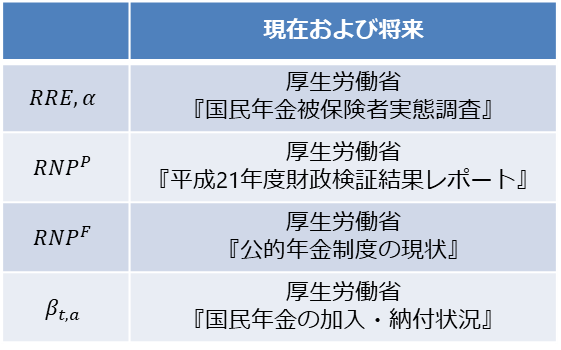 現在および将来
RRE, α
厚生労働省
『国民年金被保険者実態調査』
RNP^P
厚生労働省
『平成21年度財政検証結果レポート』
RNP^F
厚生労働省
『公的年金制度の現状』
β_{t,a}
厚生労働省
『国民年金の加入・納付状況』